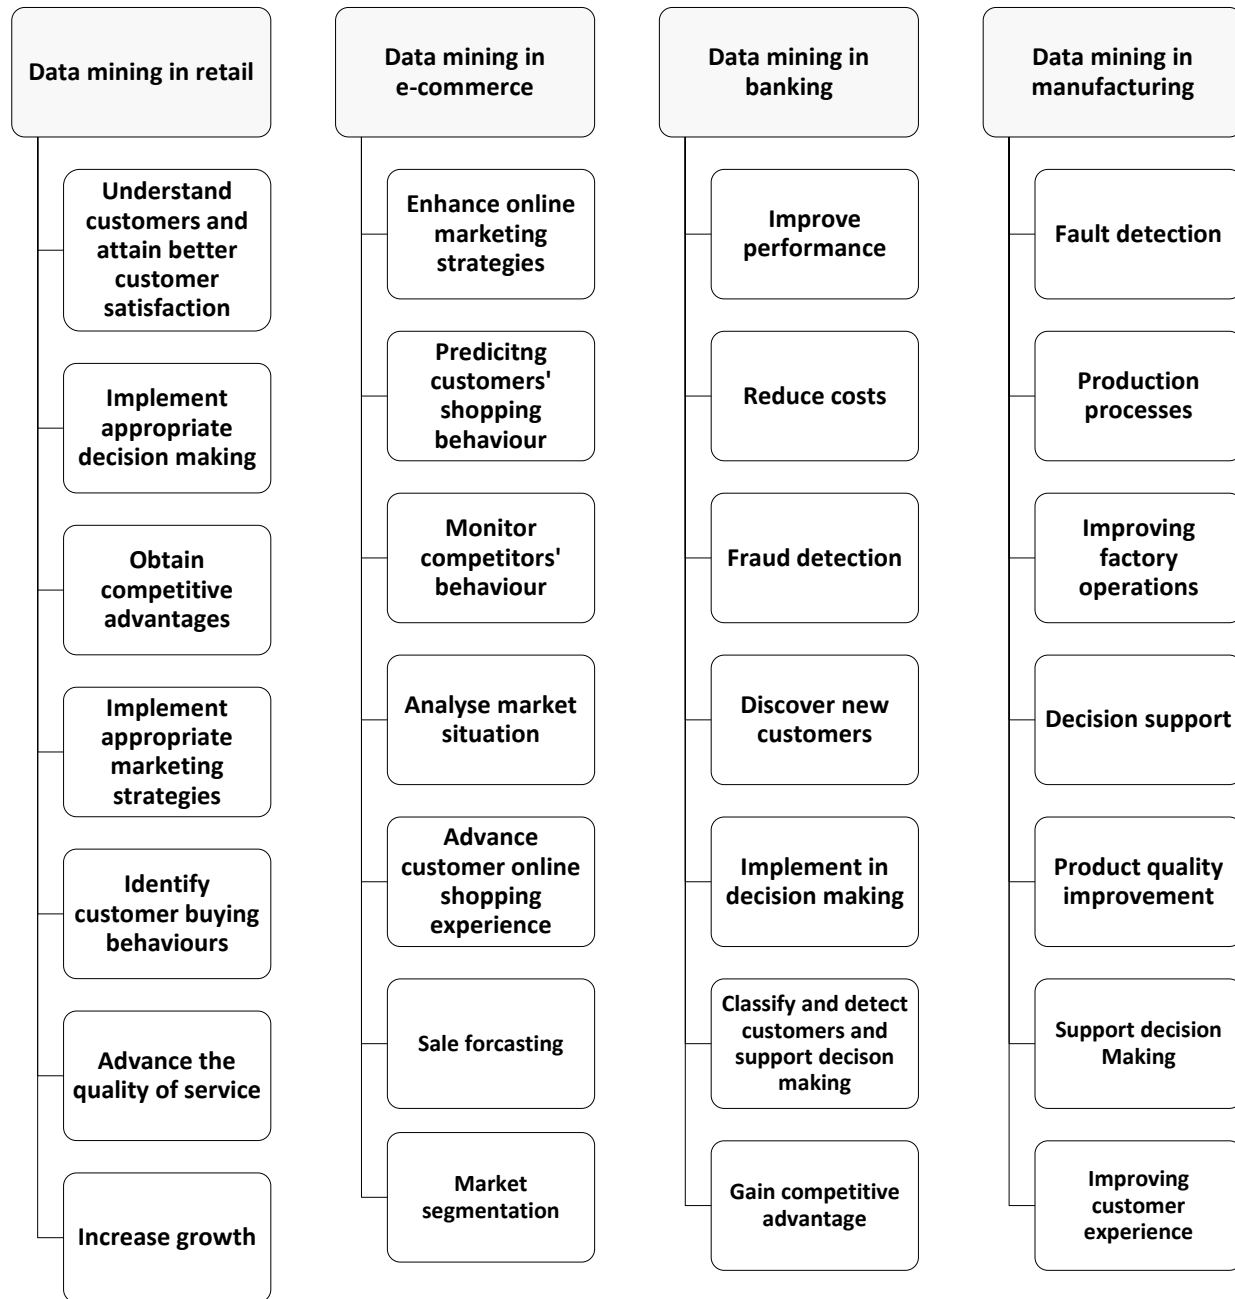 Data mining in retail
Understand
customers and
attain better
customer
satisfaction
Implement
appropriate
decision making
Obtain
competitive
advantages
Implement
appropriate
marketing
strategies
Identify
customer buying
behaviours
Advance the
quality of service
Increase growth
Data mining in
e-commerce
Enhance online
marketing
strategies
Predicitng
customers'
shopping
behaviour
Monitor
competitors'
behaviour
Analyse market
situation
Advance
customer online
shopping
experience
Sale forcasting
Market
segmentation
Data mining in
banking
Improve
performance
Reduce costs
Fraud detection
Discover new
customers
Implement in
decision making
Classify and detect
customers and
support decison
making
Gain competitive
advantage
Data mining in
manufacturing
Fault detection
Production
processes
Improving
factory
operations
Decision support
Product quality
improvement
Support decision
Making
Improving
customer
experience